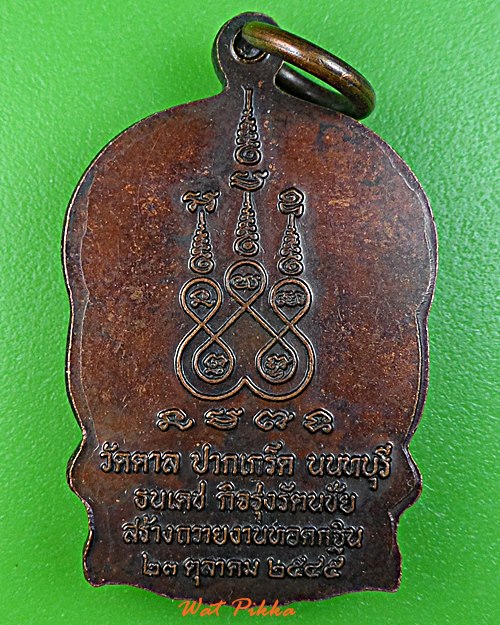 วัดตาล ปากเกร็ด นนทบุรี
ธนเดช กิจรุ่งรัตนชัย
สร้างถวายงานทอดกฐิน
๒๓ ตุลาคม ๒๕๔๕
Wat Pikka